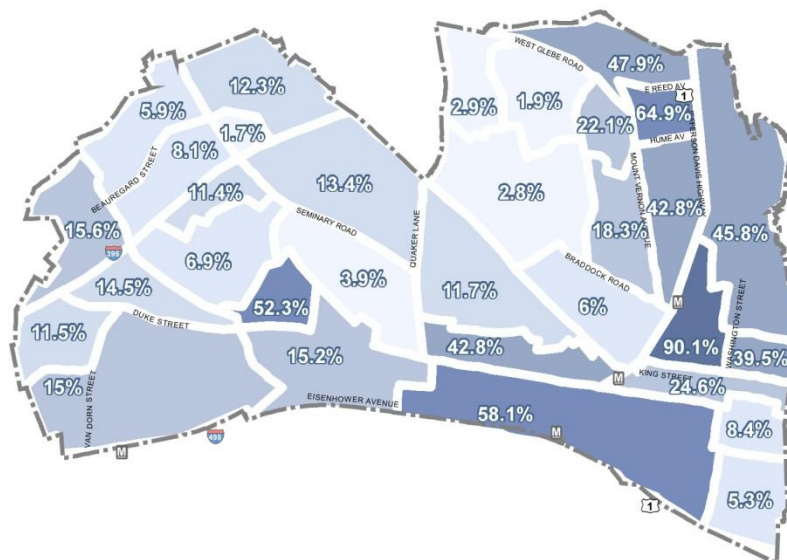 WEST GLEBE ROAD
47.9%
12.3%
E REED AV
1
5.9%
2.9%
1.9%
64.9%
22.1%
1.7%
HUME AV
8.1%
BEAUREGARD STREET
JEFFERSON DAVIS HIGHWAY
MOUNT VERNON AVENUE
11.4%
13.4%
2.8%
42.8%
SEMINARY ROAD
QUAKER LANE
15.6%
18.3%
45.8%
395
6.9%
BRADDOCK ROAD
3.9%
14.5%
11.7%
6%
52.3%
M
DUKE STREET
WASHINGTON STREET
11.5%
42.8%
90.1%
39.5%
15.2%
KING STREET
M
15%
24.6%
VAN DORN STREET
EISENHOWER AVENUE
58.1%
8.4%
495
M
M
5.3%
1